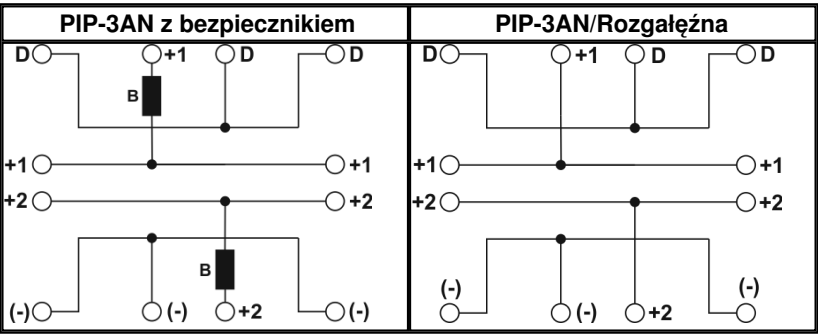 PIP-3AN z bezpiecznikiem
D +1 D D
B
+1 +1
+2 +2
B
(-) (-) +2 (-)
PIP-3AN/Rozgałęźna
D +1 D D
+1 +1
+2 +2
(-) (-)
(-) +2